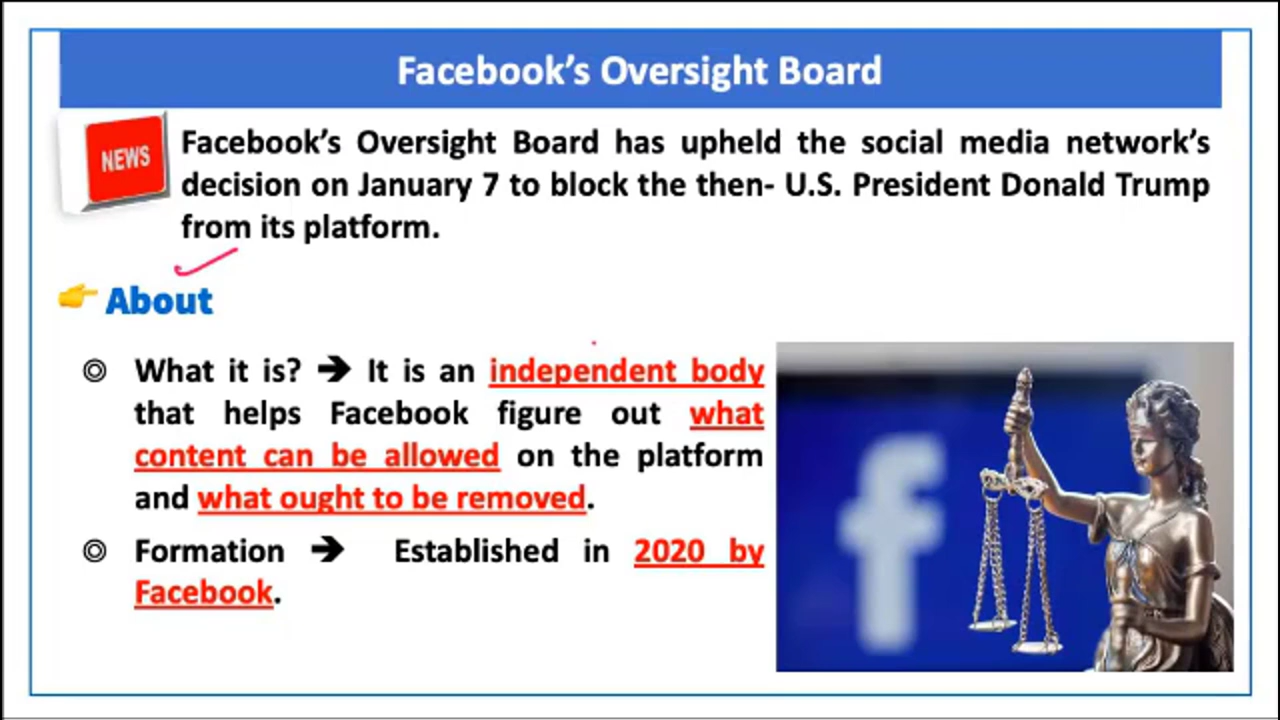 Facebook’s Oversight Board
NEWS
Facebook’s Oversight Board has upheld the social media network’s
decision on January 7 to block the then- U.S. President Donald Trump
from its platform.
About
What it is? ➔ It is an independent body
that helps Facebook figure out what
content can be allowed on the platform
and what ought to be removed.
Formation ➔ Established in 2020 by
Facebook.
f